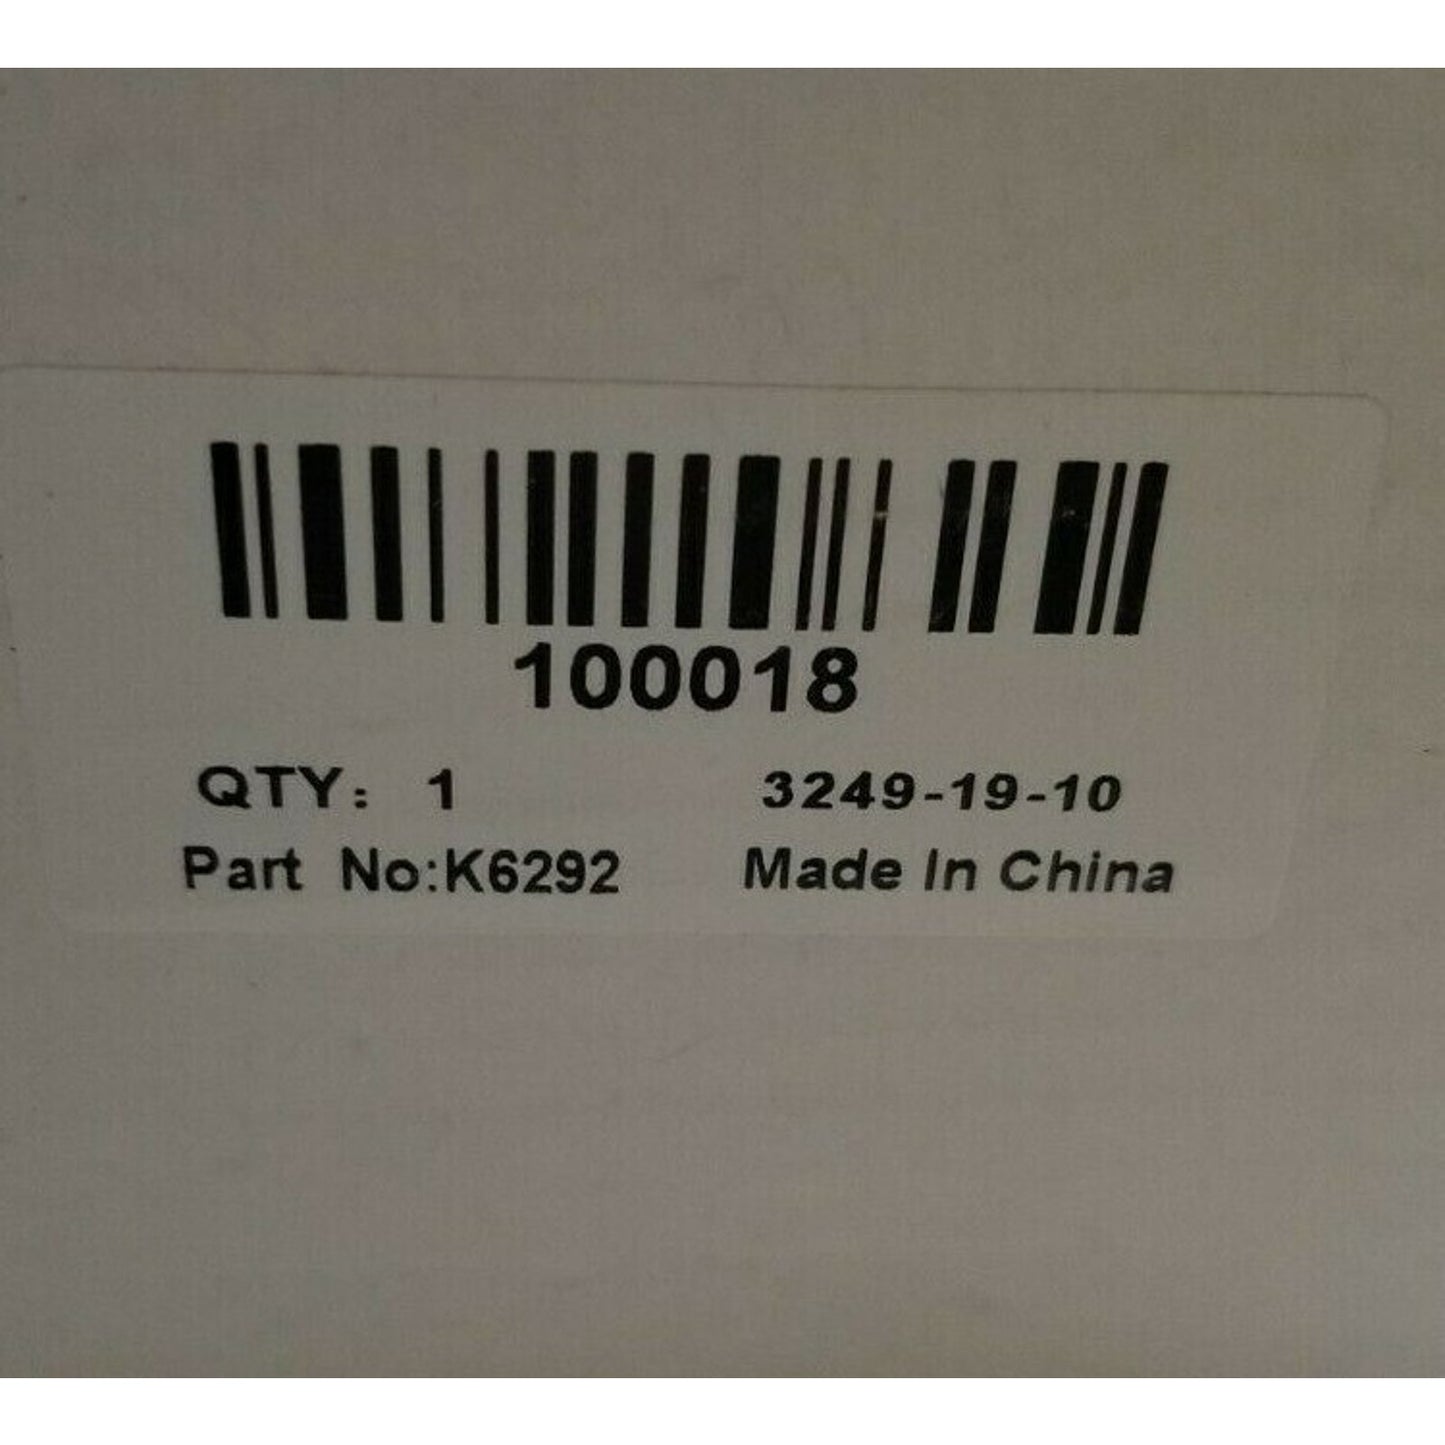 100018
QTY: 1 3249-19-10
Part No:K6292 Made In China